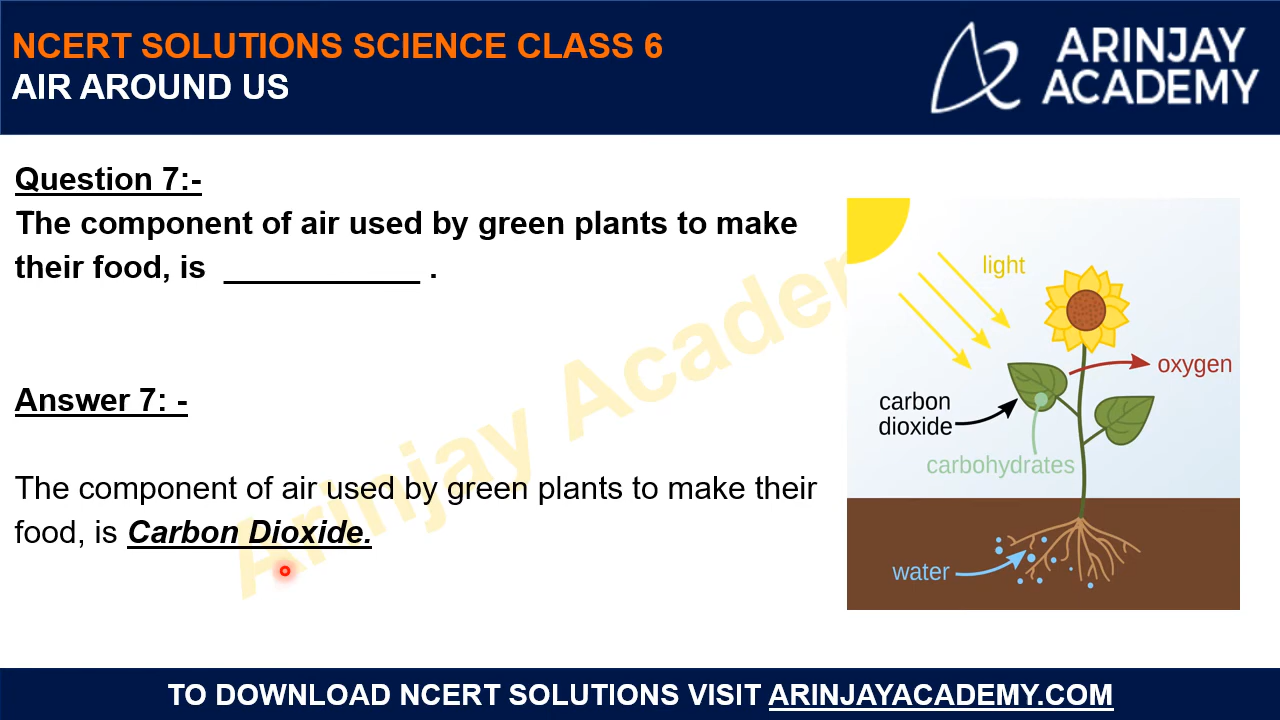 NCERT SOLUTIONS SCIENCE CLASS 6
AIR AROUND US
ARINJAY
ACADEMY
Question 7:-
The component of air used by green plants to make
their food, is ___________ .
Answer 7: -
The component of air used by green plants to make their
food, is Carbon Dioxide.
light
oxygen
carbon
dioxide
carbohydrates
water
Arinjay Academ
TO DOWNLOAD NCERT SOLUTIONS VISIT ARINJAYACADEMY.COM